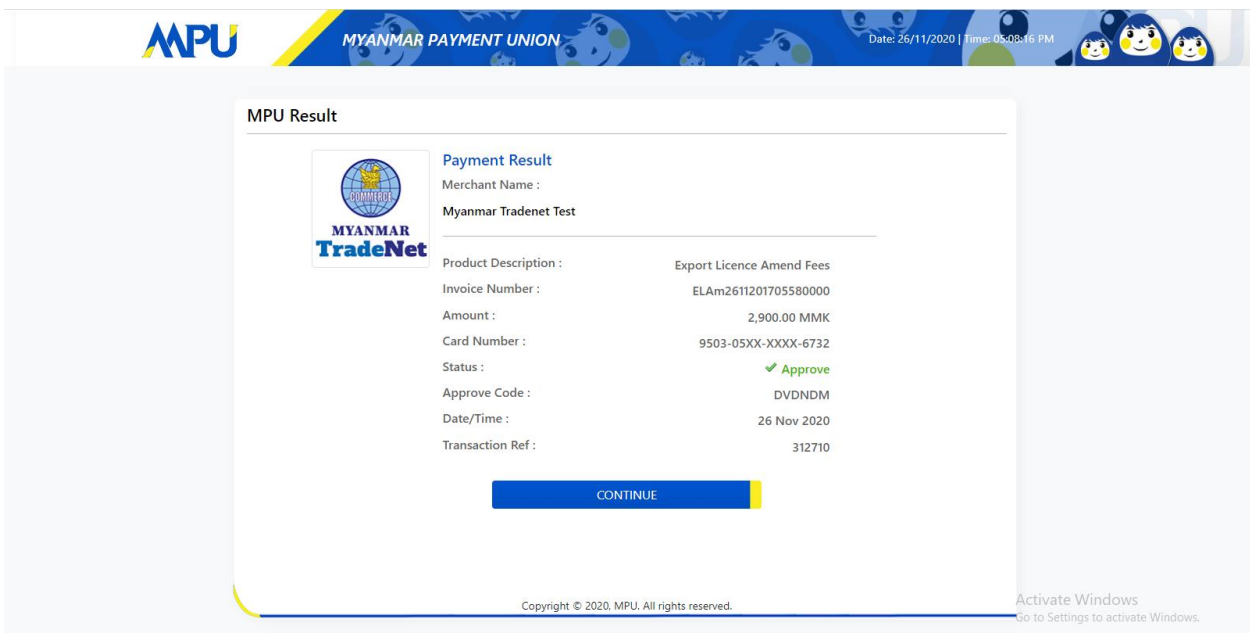 MPU
MYANMAR PAYMENT UNION
Date: 26/11/2020 | Time: 05:08:16 PM
MPU Result
COMMERCE
MYANMAR
TradeNet
Payment Result
Merchant Name :
Myanmar Tradenet Test
Product Description : Export Licence Amend Fees
Invoice Number : ELAm2611201705580000
Amount : 2,900.00 MMK
Card Number : 9503-05XX-XXXX-6732
Status : Approve
Approve Code : DVDNDM
Date/Time : 26 Nov 2020
Transaction Ref : 312710
CONTINUE
Copyright © 2020, MPU. All rights reserved.
Activate Windows
Go to Settings to activate Windows.